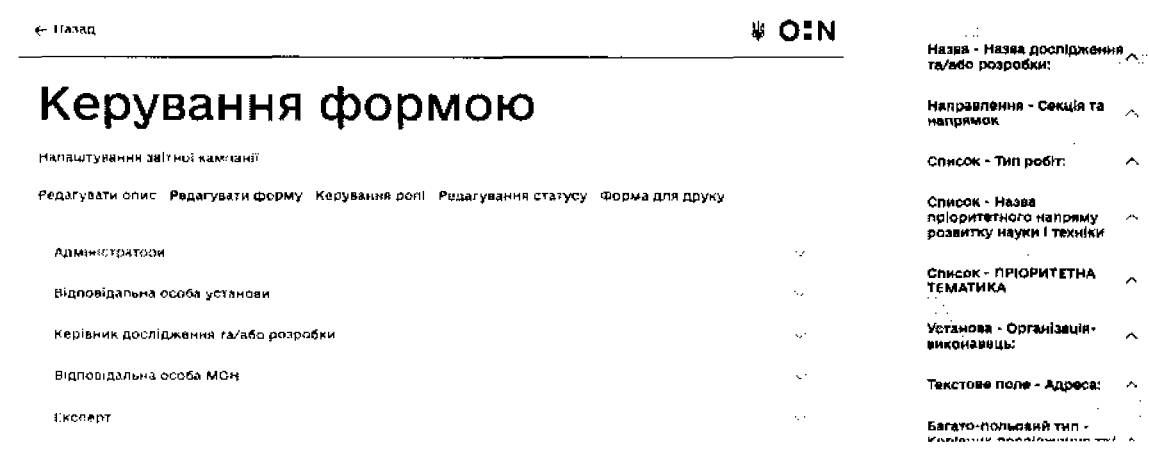 ← Назад
O:N
Керування формою
Налаштування звітної кампанії
Редагувати опис Редагувати форму Керування ролі Редагування статусу Форма для друку
Адміністратори
Відповідальна особа установи
Керівник дослідження та/або розробки
Відповідальна особа МОН
Експерт
Назва - Назва дослідження
та/або розробки:
Направлення - Секція та
напрямок
Список - Тип робіт:
Список - Назва
пріоритетного напряму
розвитку науки і техніки
Список - ПРІОРИТЕТНА
ТЕМАТИКА
Установа - Організація-
виконавець:
Текстове поле - Адреса:
Багато-польовий тип -
Керівник дослідження та/